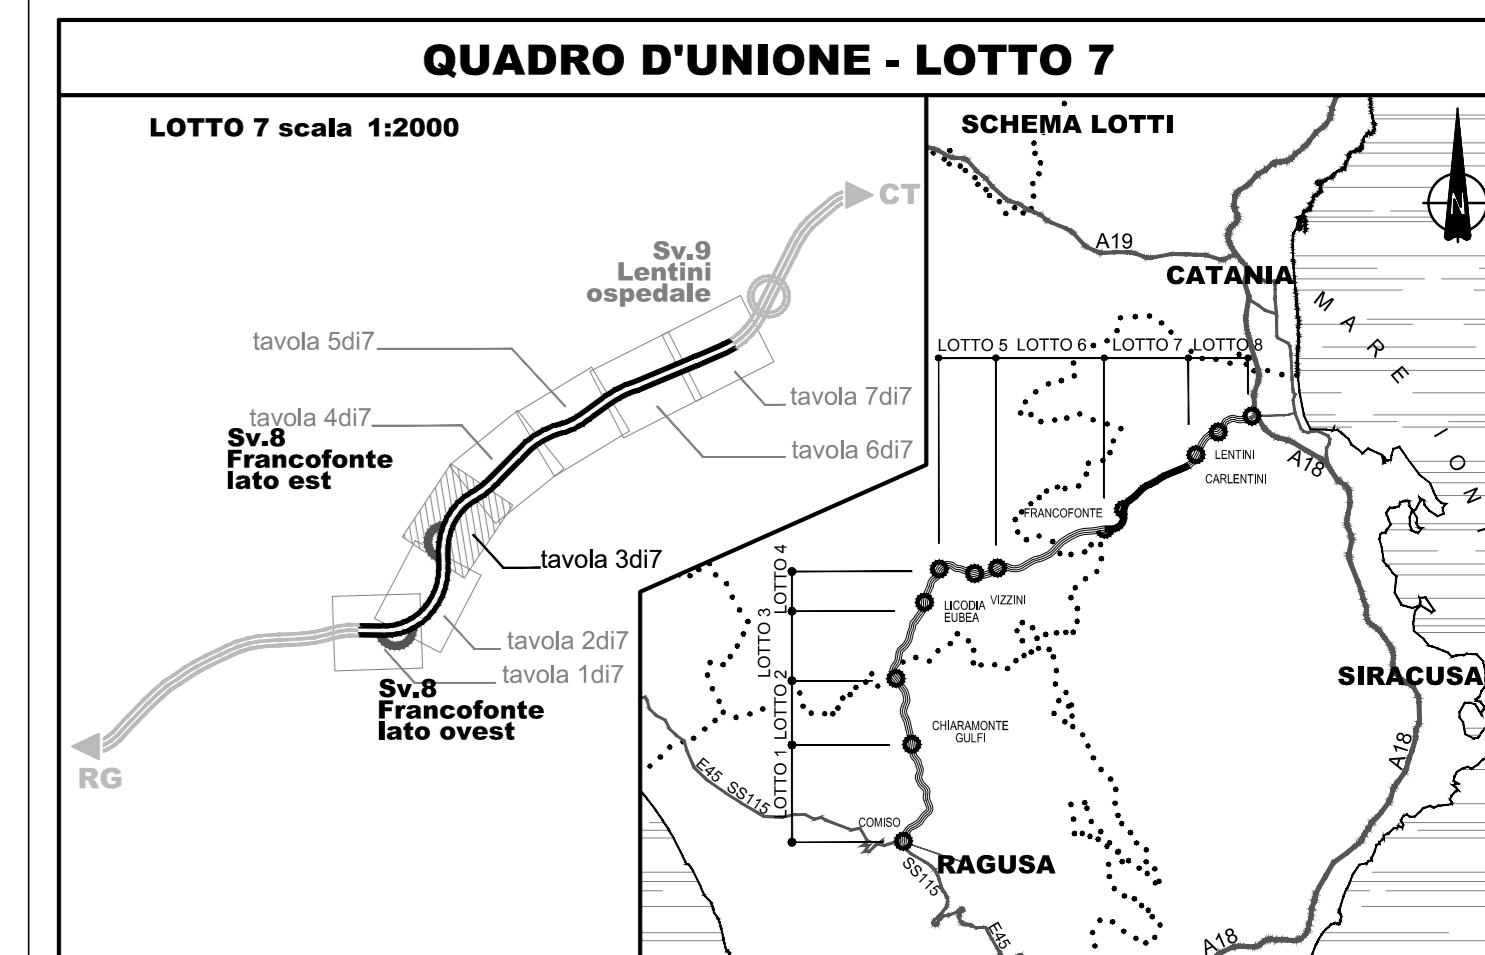 QUADRO D'UNIONE - LOTTO 7
LOTTO 7 scala 1:2000
CT
Sv.9
Lentini
ospedale
tavola 5di7
tavola 4di7
Sv.8
Francofonte
lato est
tavola 7di7
tavola 6di7
tavola 3di7
tavola 2di7
tavola 1di7
Sv.8
Francofonte
lato ovest
RG
SCHEMA LOTTI
N
A19
CATANIA
MARE IONI
LOTTO 5
LOTTO 6
LOTTO 7
LOTTO 8
LENTINI
CARLENTINI
A18
FRANCOFONTE
LOTTO 4
LOTTO 3
LOTTO 2
LOTTO 1
VIZZINI
LICODIA
EUBEA
CHIARAMONTE
GULFI
SIRACUSA
A18
E45 SS115
COMISO
RAGUSA
SS115
E45
A18